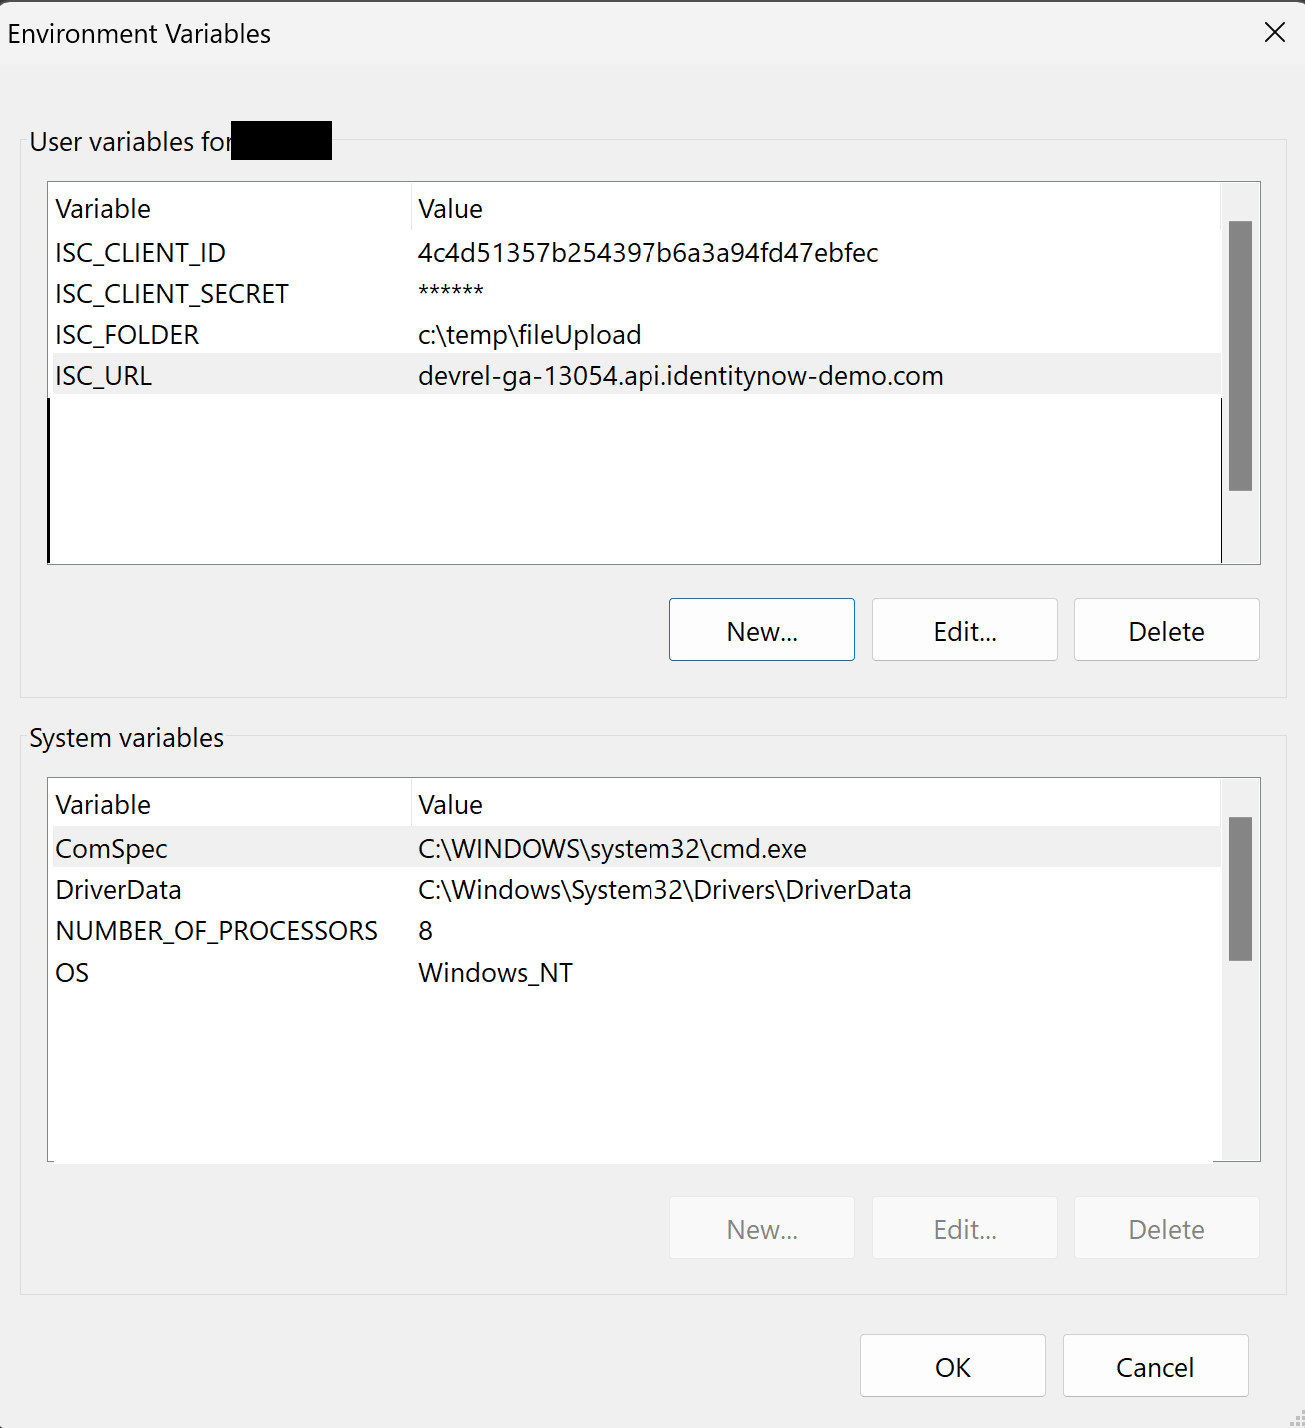 Environment Variables
User variables for
Variable Value
ISC_CLIENT_ID 4c4d51357b254397b6a3a94fd47ebfec
ISC_CLIENT_SECRET ******
ISC_FOLDER c:\temp\fileUpload
ISC_URL devrel-ga-13054.api.identitynow-demo.com
New... Edit... Delete
System variables
Variable Value
ComSpec C:\WINDOWS\system32\cmd.exe
DriverData C:\Windows\System32\Drivers\DriverData
NUMBER_OF_PROCESSORS 8
OS Windows_NT
New... Edit... Delete
OK Cancel